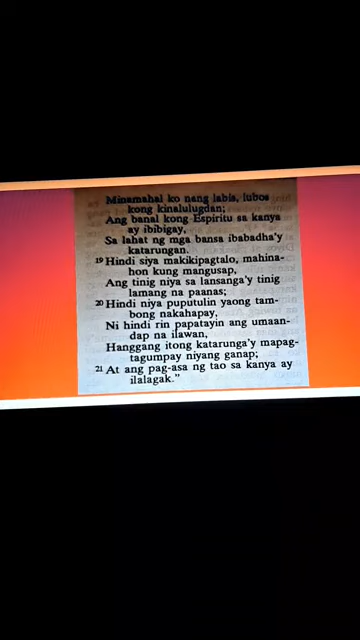 Minamahal ko nang labis, lubos
kong kinalulugdan;
Ang banal kong Espiritu sa kanya
ay ibibigay,
Sa lahat ng mga bansa ibabadha'y
katarungan.
19 Hindi siya makikipagtalo, mahina-
hon kung mangusap,
Ang tinig niya sa lansanga'y tinig
lamang na paanas;
20 Hindi niya puputulin yaong tam-
bong nakahapay,
Ni hindi rin papatayin ang umaan-
dap na ilawan,
Hanggang itong katarunga'y mapag-
tagumpay niyang ganap;
21 At ang pag-asa ng tao sa kanya ay
ilalagak."